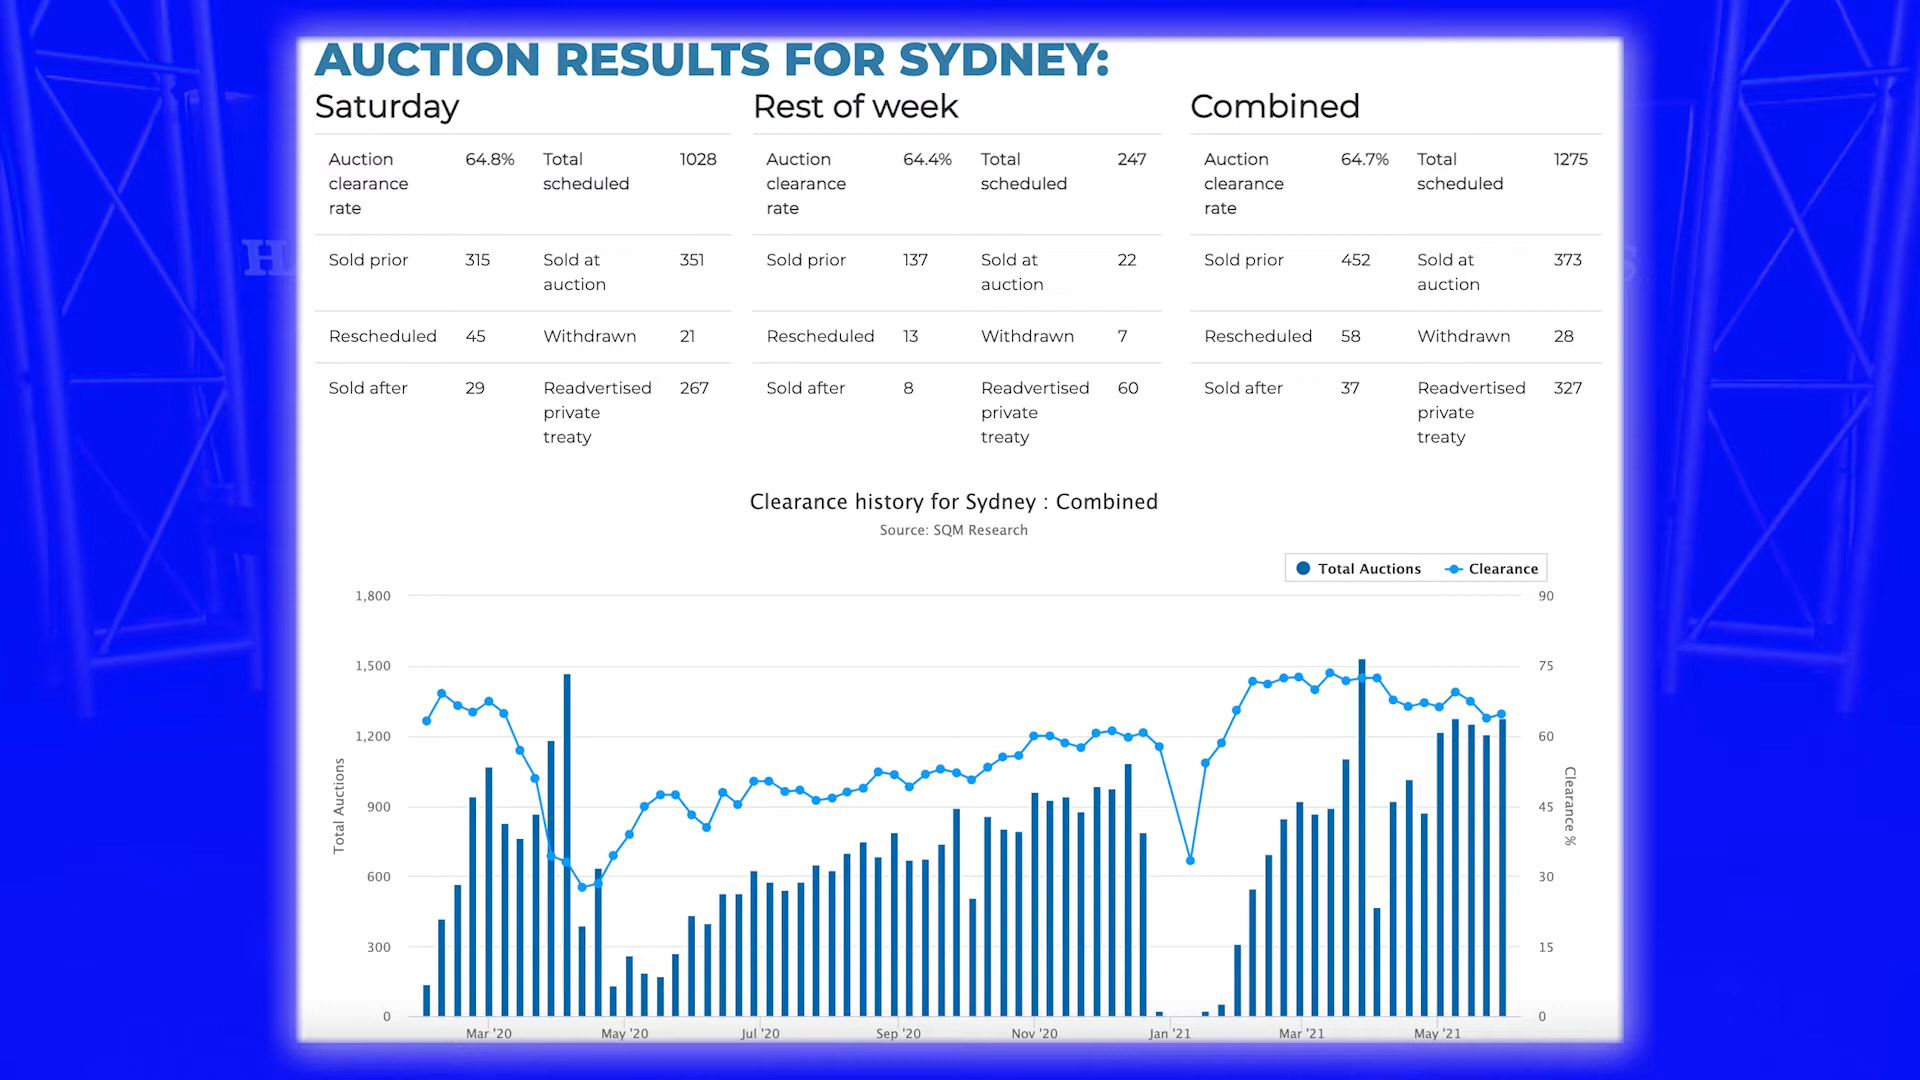 AUCTION RESULTS FOR SYDNEY:
Saturday
Auction clearance rate 64.8% Total scheduled 1028
Sold prior 315 Sold at auction 351
Rescheduled 45 Withdrawn 21
Sold after 29 Readvertised private treaty 267
Rest of week
Auction clearance rate 64.4% Total scheduled 247
Sold prior 137 Sold at auction 22
Rescheduled 13 Withdrawn 7
Sold after 8 Readvertised private treaty 60
Combined
Auction clearance rate 64.7% Total scheduled 1275
Sold prior 452 Sold at auction 373
Rescheduled 58 Withdrawn 28
Sold after 37 Readvertised private treaty 327
Clearance history for Sydney : Combined
Source: SQM Research
Total Auctions Clearance
1,800
1,500
1,200
900
600
300
0
Total Auctions
90
75
60
45
30
15
0
Clearance %
Mar '20 May '20 Jul '20 Sep '20 Nov '20 Jan '21 Mar '21 May '21